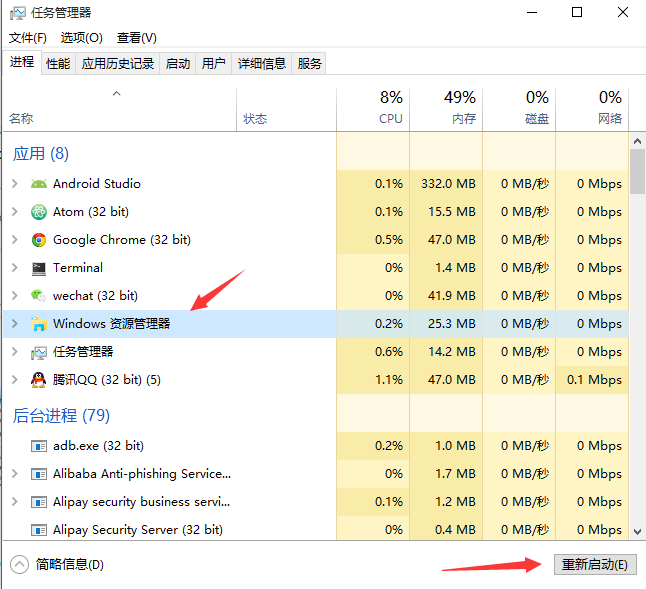 任务管理器
文件(F) 选项(O) 查看(V)
进程 性能 应用历史记录 启动 用户 详细信息 服务
8% 49% 0% 0%
名称 状态 CPU 内存 磁盘 网络
应用 (8)
Android Studio 0.1% 332.0 MB 0 MB/秒 0 Mbps
Atom (32 bit) 0.1% 15.5 MB 0 MB/秒 0 Mbps
Google Chrome (32 bit) 0.5% 47.0 MB 0 MB/秒 0 Mbps
Terminal 0% 1.4 MB 0 MB/秒 0 Mbps
wechat (32 bit) 0% 41.9 MB 0 MB/秒 0 Mbps
Windows 资源管理器 0.2% 25.3 MB 0 MB/秒 0 Mbps
任务管理器 0.6% 14.2 MB 0 MB/秒 0 Mbps
腾讯QQ (32 bit) (5) 1.1% 47.0 MB 0 MB/秒 0.1 Mbps
后台进程 (79)
adb.exe (32 bit) 0.2% 1.0 MB 0 MB/秒 0 Mbps
Alibaba Anti-phishing Service... 0% 1.7 MB 0 MB/秒 0 Mbps
Alipay security business servi... 0.1% 1.2 MB 0 MB/秒 0 Mbps
Alipay Security Server (32 bit) 0% 0.4 MB 0 MB/秒 0 Mbps
简略信息(D) 重新启动(E)